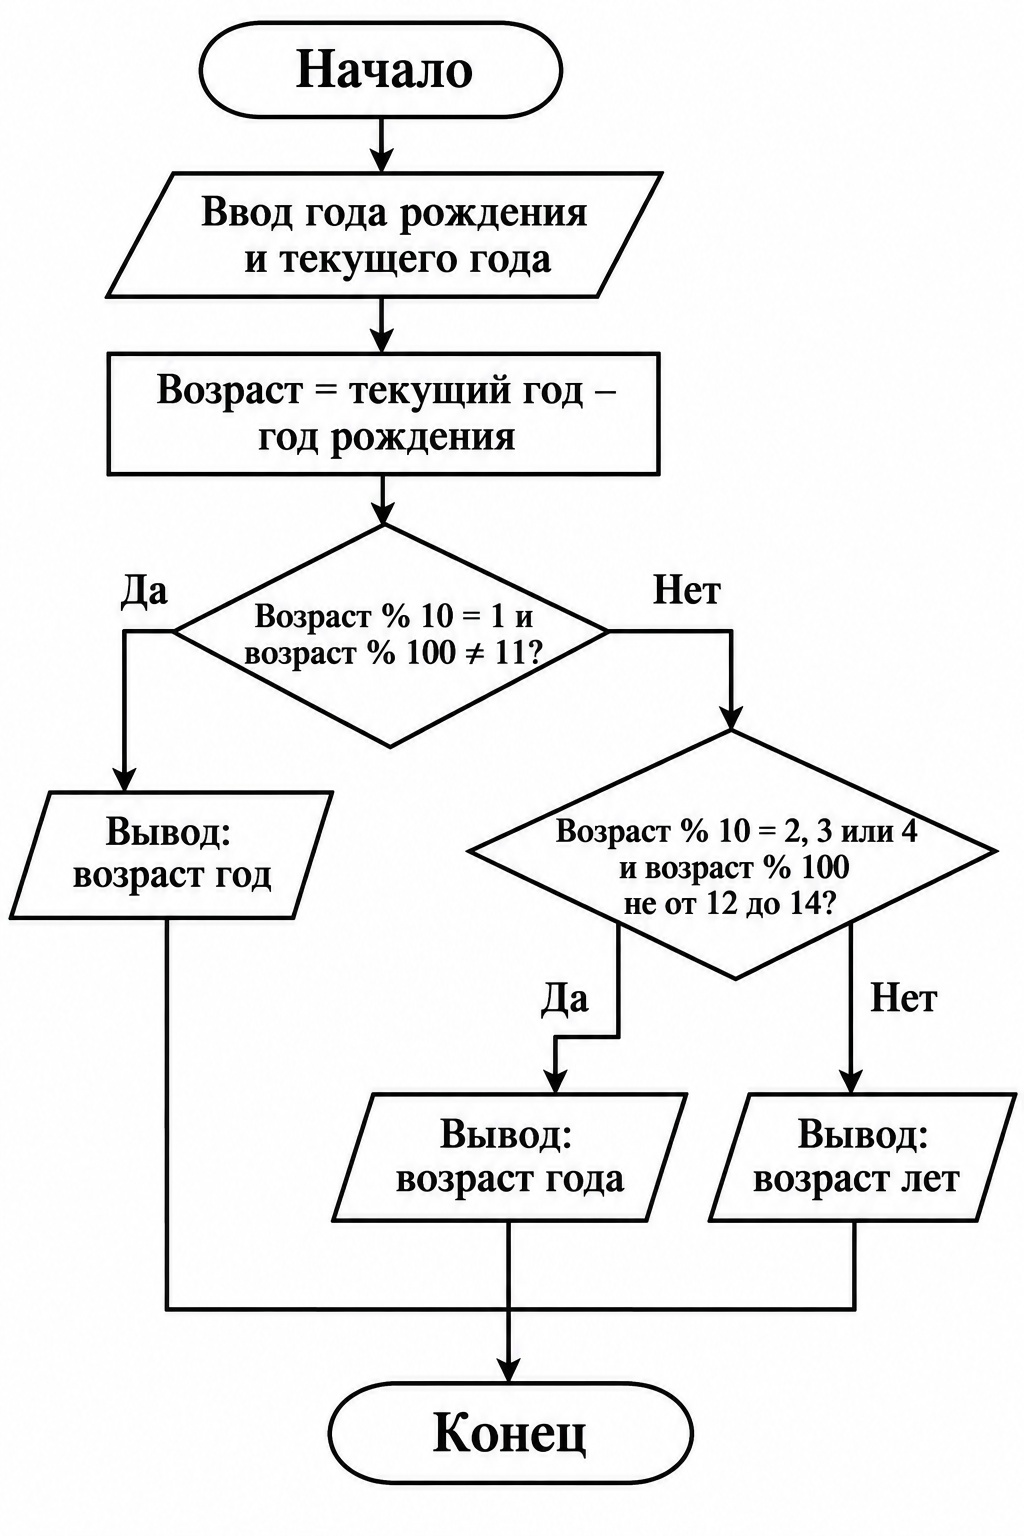 Начало
Ввод года рождения
и текущего года
Возраст = текущий год –
год рождения
Да
Нет
Возраст % 10 = 1 и
возраст % 100 ≠ 11?
Вывод:
возраст год
Возраст % 10 = 2, 3 или 4
и возраст % 100
не от 12 до 14?
Да
Нет
Вывод:
возраст года
Вывод:
возраст лет
Конец